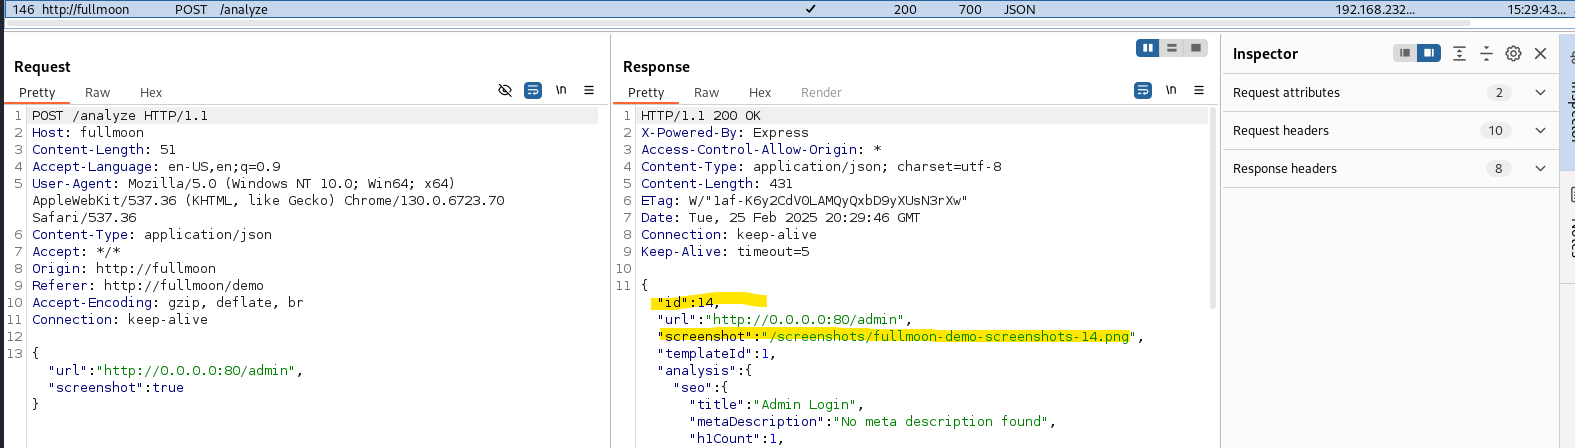 146 http://fullmoon POST /analyze ✓ 200 700 JSON 192.168.232... 15:29:43...
Request
Pretty Raw Hex \n
1 POST /analyze HTTP/1.1
2 Host: fullmoon
3 Content-Length: 51
4 Accept-Language: en-US,en;q=0.9
5 User-Agent: Mozilla/5.0 (Windows NT 10.0; Win64; x64)
AppleWebKit/537.36 (KHTML, like Gecko) Chrome/130.0.6723.70
Safari/537.36
6 Content-Type: application/json
7 Accept: */*
8 Origin: http://fullmoon
9 Referer: http://fullmoon/demo
10 Accept-Encoding: gzip, deflate, br
11 Connection: keep-alive
12
13 {
"url":"http://0.0.0.0:80/admin",
"screenshot":true
}
Response
Pretty Raw Hex Render \n
1 HTTP/1.1 200 OK
2 X-Powered-By: Express
3 Access-Control-Allow-Origin: *
4 Content-Type: application/json; charset=utf-8
5 Content-Length: 431
6 ETag: W/"1af-K6y2CdV0LAMQyQxbD9yXUsN3rXw"
7 Date: Tue, 25 Feb 2025 20:29:46 GMT
8 Connection: keep-alive
9 Keep-Alive: timeout=5
10
11 {
"id":14,
"url":"http://0.0.0.0:80/admin",
"screenshot":"/screenshots/fullmoon-demo-screenshots-14.png",
"templateId":1,
"analysis":{
"seo":{
"title":"Admin Login",
"metaDescription":"No meta description found",
"h1Count":1,
Inspector
Request attributes 2
Request headers 10
Response headers 8
Notes